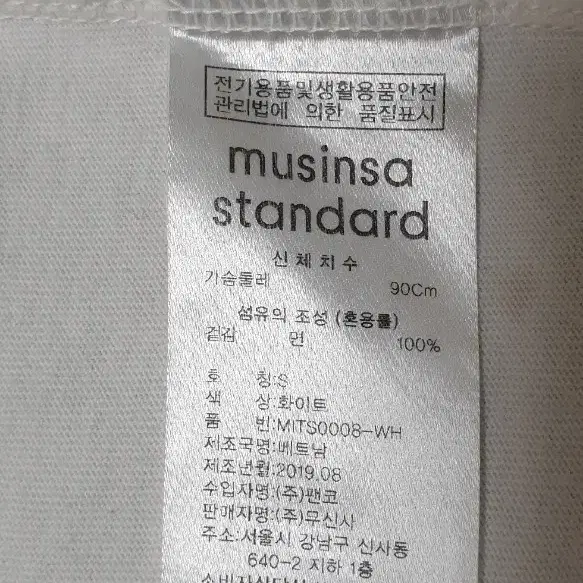 전기용품및생활용품안전
관리법에 의한 품질표시
musinsa
standard
신체치수
가슴둘레 90Cm
섬유의 조성 (혼용률)
겉감 면 100%
호 칭:S
색 상:화이트
품 번:MITS0008-WH
제조국명:베트남
제조년월:2019.08
수입자명:(주)팬코
판매자명:(주)무신사
주소:서울시 강남구 신사동
640-2 지하 1층